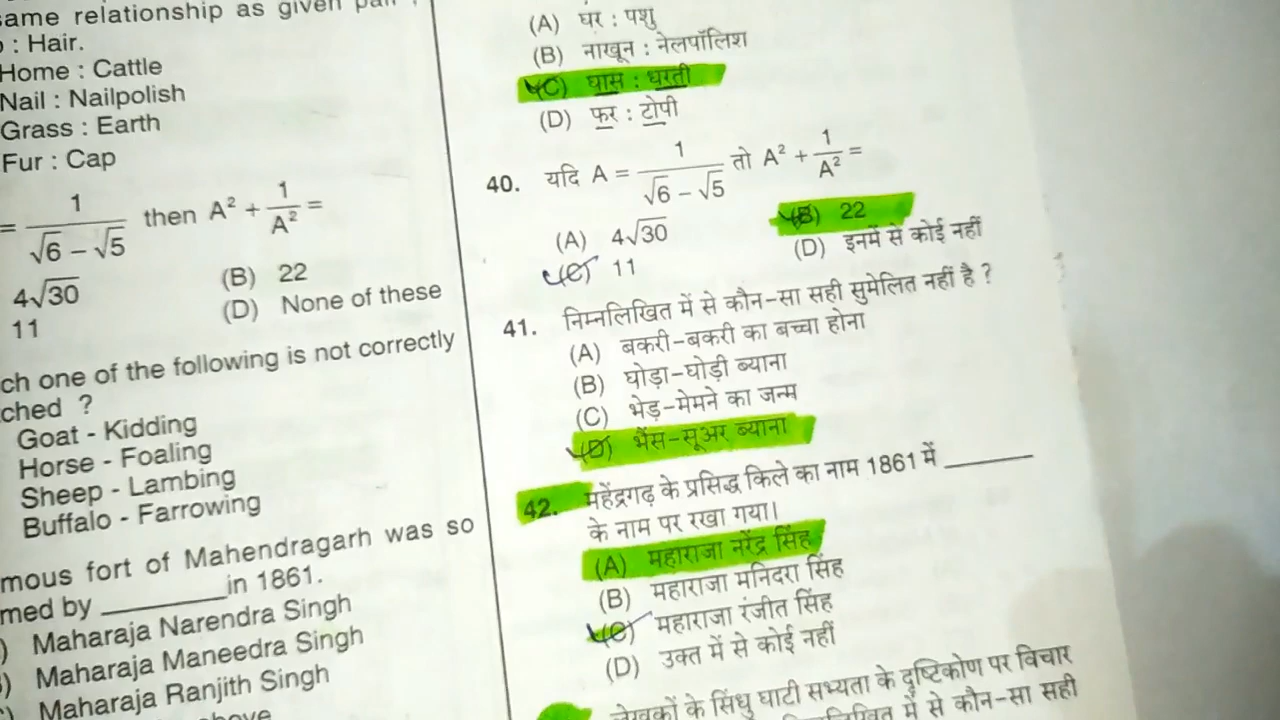 ame relationship as given
: Hair.
Home : Cattle
Nail : Nailpolish
Grass : Earth
Fur : Cap
= 1/(√6 − √5) then A² + 1/A² =
4√30 (B) 22
11 (D) None of these
ch one of the following is not correctly
ched ?
Goat - Kidding
Horse - Foaling
Sheep - Lambing
Buffalo - Farrowing
mous fort of Mahendragarh was so
med by ________ in 1861.
) Maharaja Narendra Singh
) Maharaja Maneedra Singh
) Maharaja Ranjith Singh
(A) घर : पशु
(B) नाखून : नेलपॉलिश
(C) घास : धरती
(D) फर : टोपी
40. यदि A = 1/(√6 − √5) तो A² + 1/A² =
(A) 4√30 (B) 22
(C) 11 (D) इनमें से कोई नहीं
41. निम्नलिखित में से कौन-सा सही सुमेलित नहीं है ?
(A) बकरी-बकरी का बच्चा होना
(B) घोड़ा-घोड़ी ब्याना
(C) भेड़-मेमने का जन्म
(D) भैंस-सूअर ब्याना
42. महेंद्रगढ़ के प्रसिद्ध किले का नाम 1861 में ________
के नाम पर रखा गया।
(A) महाराजा नरेंद्र सिंह
(B) महाराजा मनिदरा सिंह
(C) महाराजा रंजीत सिंह
(D) उक्त में से कोई नहीं
लेखकों के सिंधु घाटी सभ्यता के दृष्टिकोण पर विचार
में से कौन-सा सही